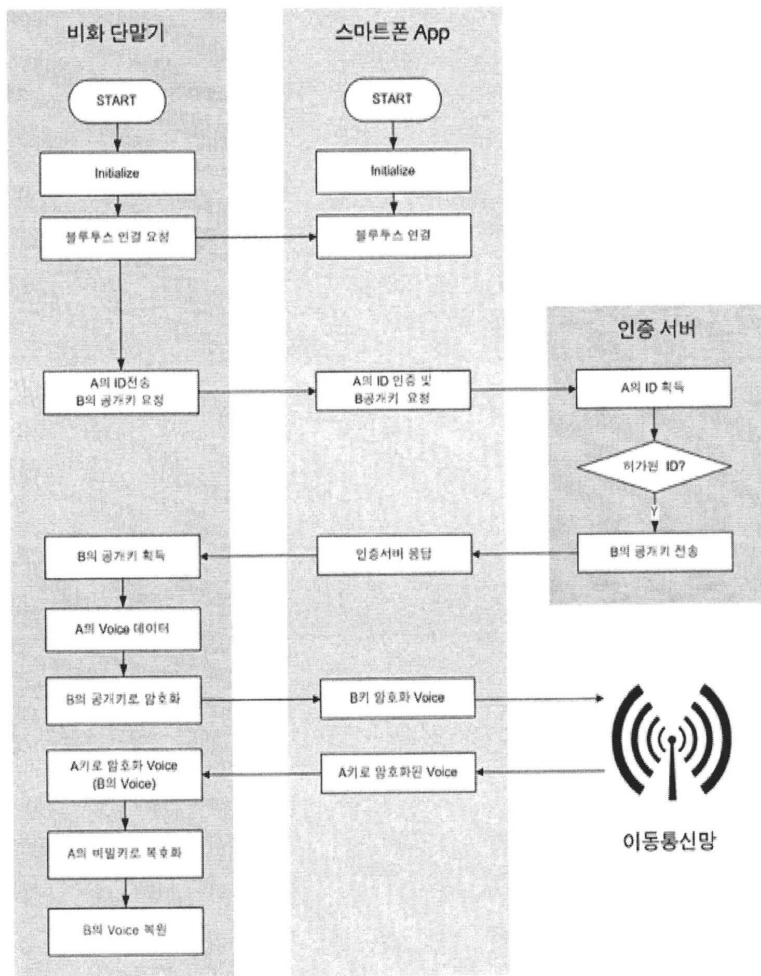 비화 단말기
스마트폰 App
START
START
Initialize
Initialize
블루투스 연결 요청
블루투스 연결
인증 서버
A의 ID전송
B의 공개키 요청
A의 ID 인증 및
B공개키 요청
A의 ID 획득
허가된 ID?
Y
B의 공개키 획득
인증서버 응답
B의 공개키 전송
A의 Voice 데이터
B의 공개키로 암호화
B키 암호화 Voice
A키로 암호화 Voice
(B의 Voice)
A키로 암호화된 Voice
이동통신망
A의 비밀키로 복호화
B의 Voice 복원